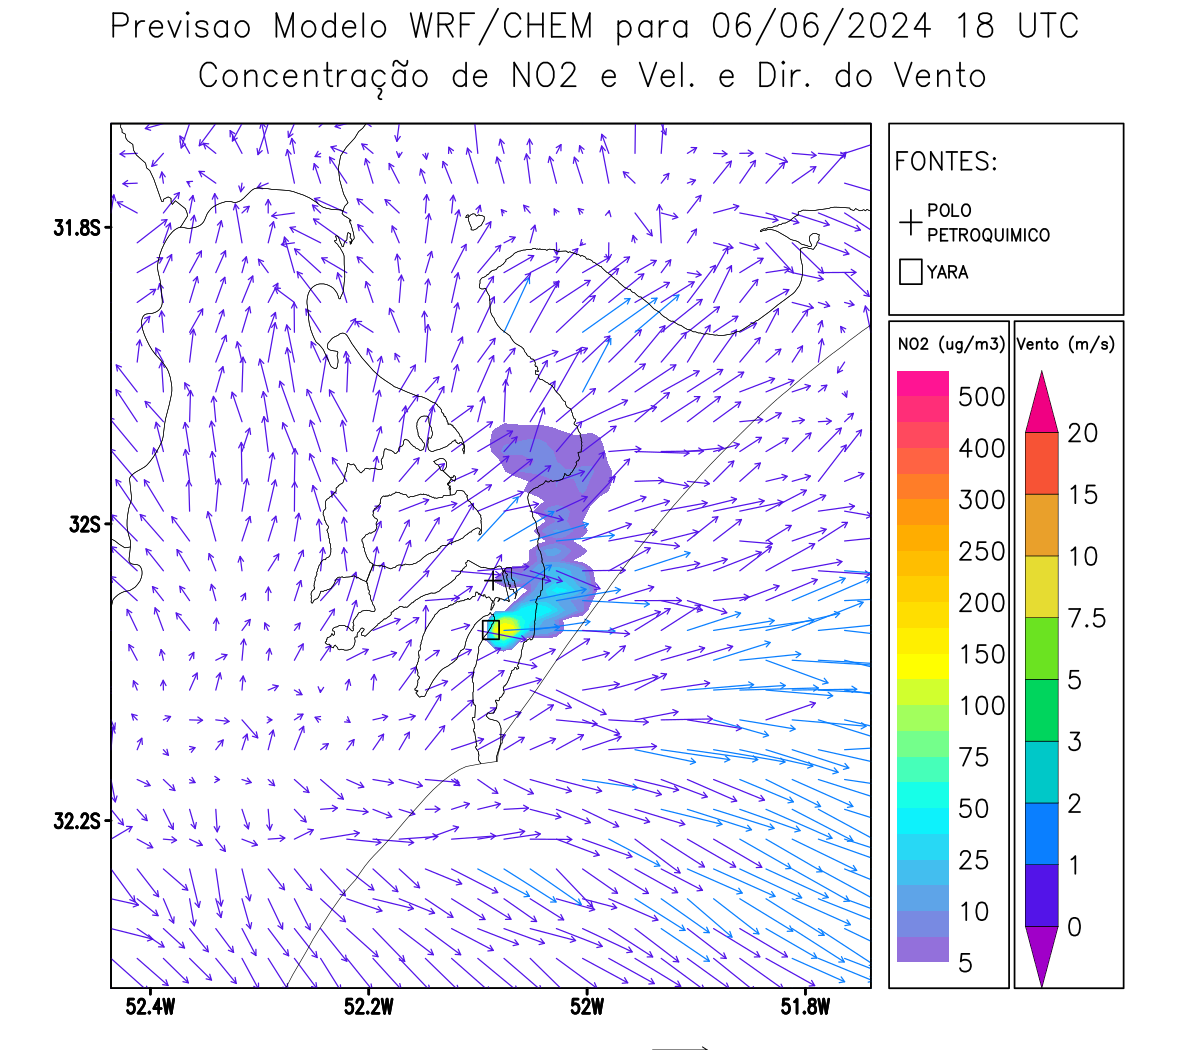 Previsao Modelo WRF/CHEM para 06/06/2024 18 UTC
Concentração de NO2 e Vel. e Dir. do Vento
FONTES:
POLO
PETROQUIMICO
YARA
NO2 (ug/m3)
500
400
300
250
200
150
100
75
50
25
10
5
Vento (m/s)
20
15
10
7.5
5
3
2
1
0
31.8S
32S
32.2S
52.4W
52.2W
52W
51.8W